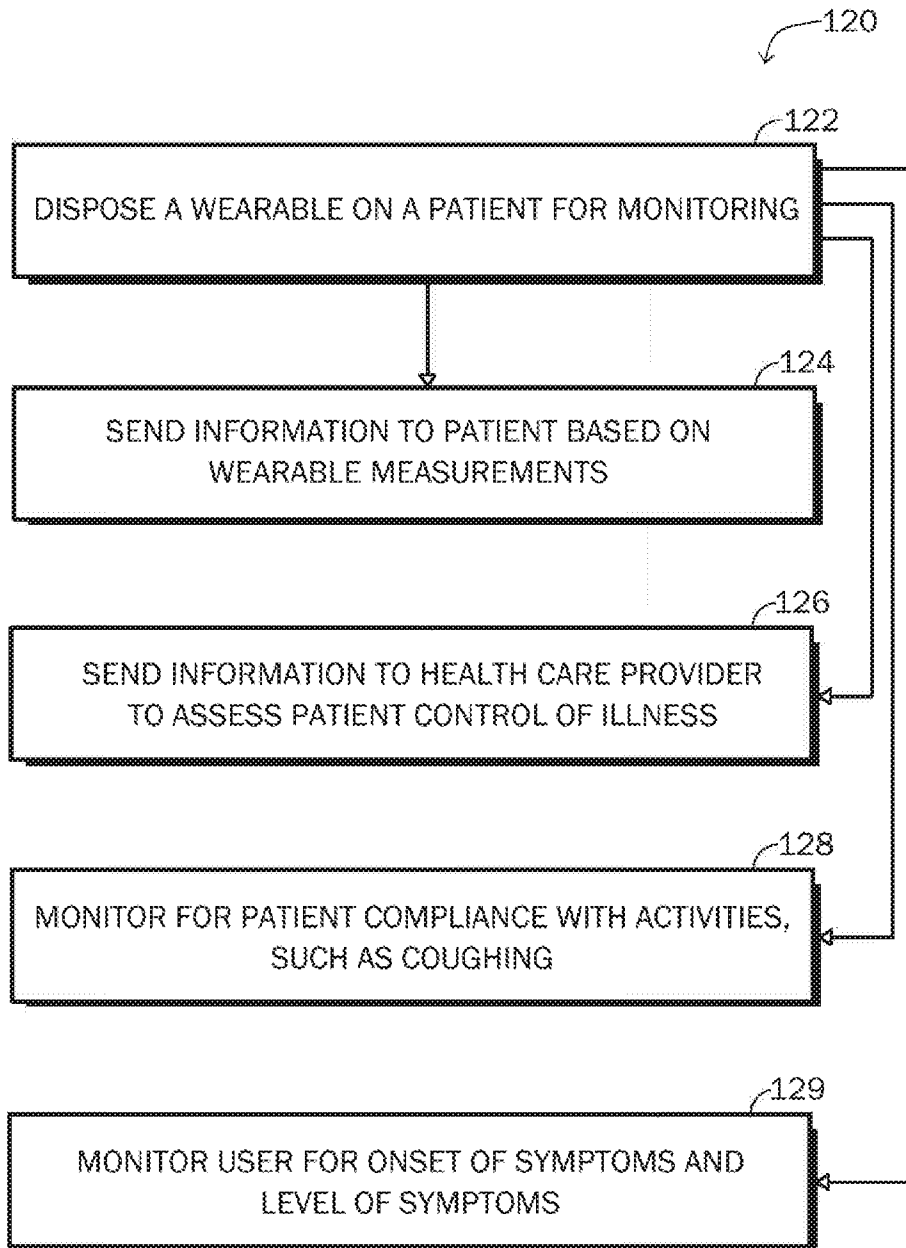 120
122
DISPOSE A WEARABLE ON A PATIENT FOR MONITORING
124
SEND INFORMATION TO PATIENT BASED ON
WEARABLE MEASUREMENTS
126
SEND INFORMATION TO HEALTH CARE PROVIDER
TO ASSESS PATIENT CONTROL OF ILLNESS
128
MONITOR FOR PATIENT COMPLIANCE WITH ACTIVITIES,
SUCH AS COUGHING
129
MONITOR USER FOR ONSET OF SYMPTOMS AND
LEVEL OF SYMPTOMS